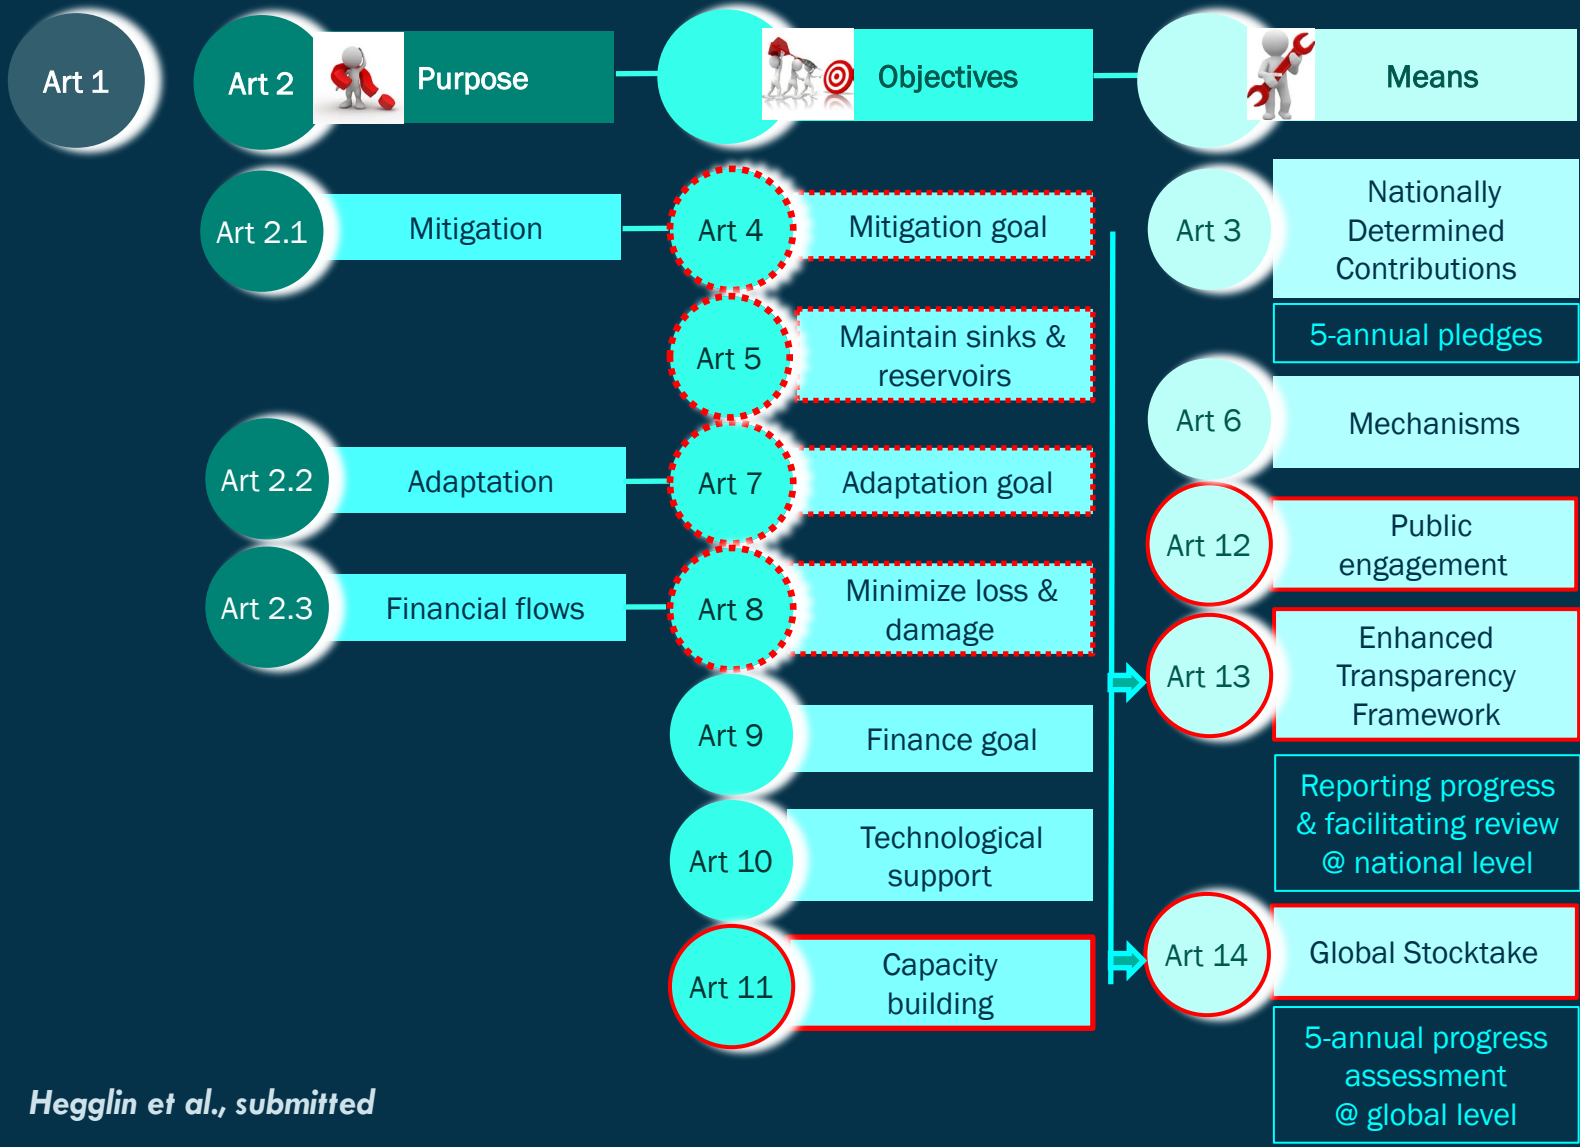 Art 1
Art 2
Purpose
Objectives
Means
Art 2.1
Mitigation
Art 4
Mitigation goal
Art 3
Nationally
Determined
Contributions
5-annual pledges
Art 5
Maintain sinks &
reservoirs
Art 6
Mechanisms
Art 2.2
Adaptation
Art 7
Adaptation goal
Art 12
Public
engagement
Art 2.3
Financial flows
Art 8
Minimize loss &
damage
Art 13
Enhanced
Transparency
Framework
Art 9
Finance goal
Reporting progress
& facilitating review
@ national level
Art 10
Technological
support
Art 11
Capacity
building
Art 14
Global Stocktake
5-annual progress
assessment
@ global level
Hegglin et al., submitted